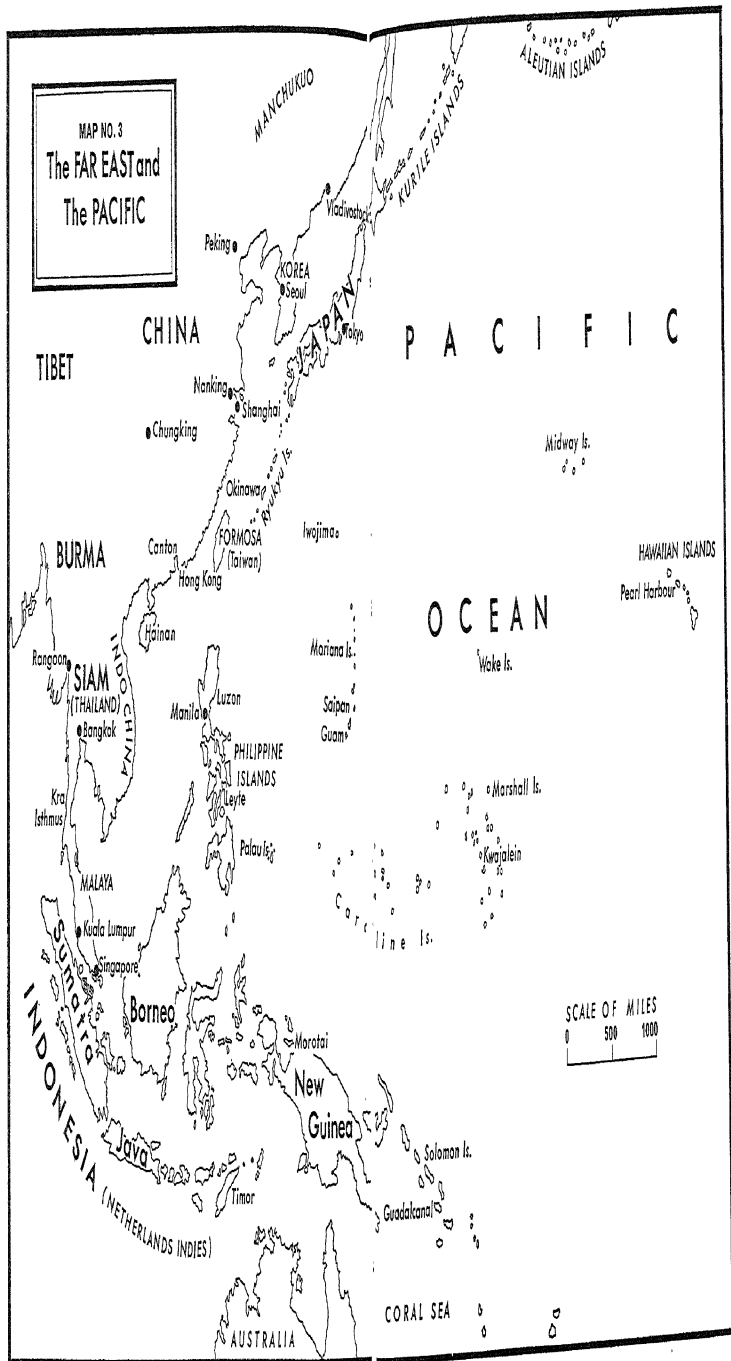 MAP NO. 3
The FAR EAST and
The PACIFIC
MANCHUKUO
ALEUTIAN ISLANDS
KURILE ISLANDS
Vladivostock
Peking
KOREA
Seoul
JAPAN
Tokyo
CHINA
TIBET
PACIFIC
Nanking
Shanghai
Chungking
Midway Is.
Okinawa
Ryukyu Is.
Iwojima
FORMOSA
(Taiwan)
Canton
Hong Kong
BURMA
HAWAIIAN ISLANDS
Pearl Harbour
OCEAN
Hainan
INDO CHINA
Mariana Is.
Wake Is.
Rangoon
SIAM
(THAILAND)
Bangkok
Luzon
Manila
Saipan
Guam
PHILIPPINE
ISLANDS
Leyte
Marshall Is.
Kra
Isthmus
Palau Is.
Kwajalein
MALAYA
Caroline Is.
Kuala Lumpur
Singapore
Sumatra
Borneo
INDONESIA
(NETHERLANDS INDIES)
SCALE OF MILES
0 500 1000
Morotai
New
Guinea
Java
Solomon Is.
Timor
Guadalcanal
CORAL SEA
AUSTRALIA